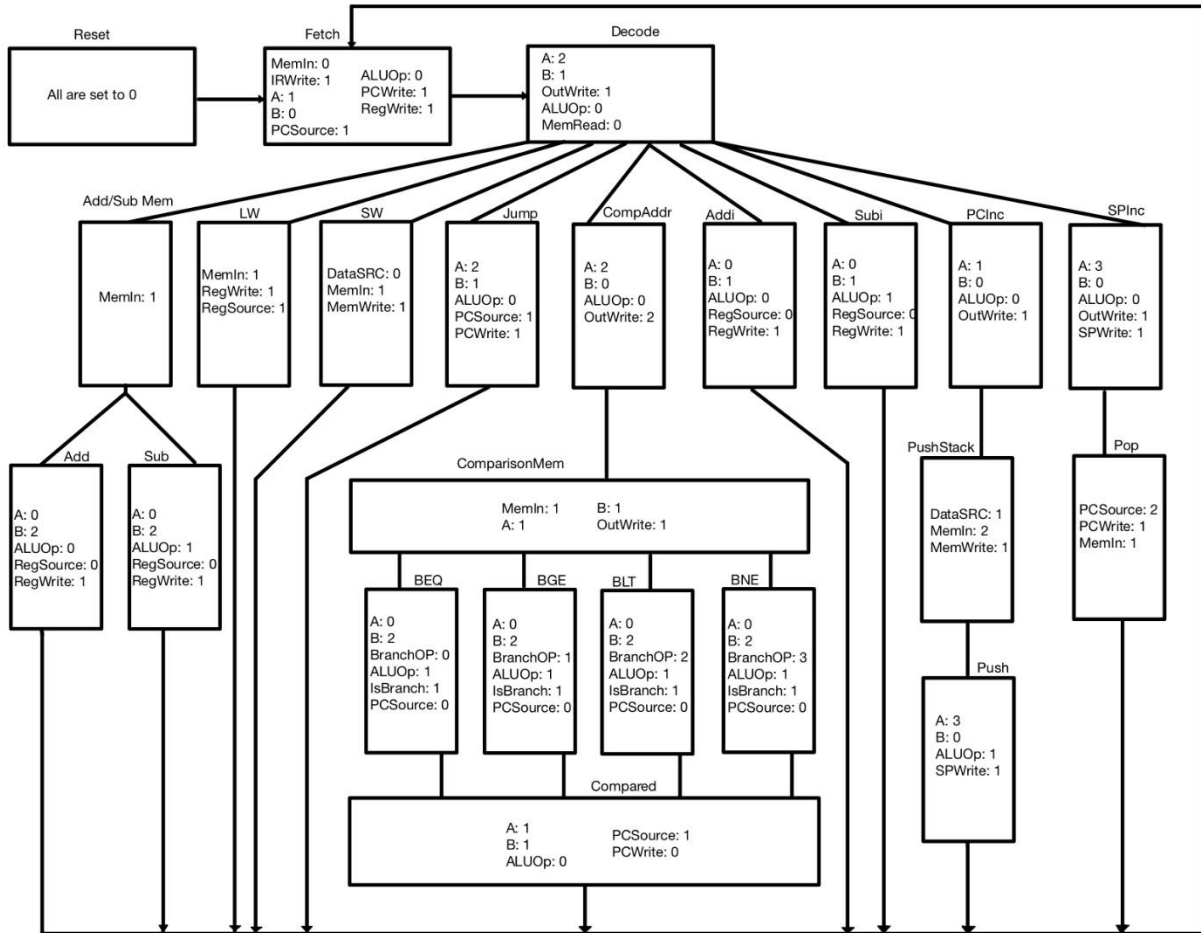 Reset
All are set to 0
Fetch
MemIn: 0
IRWrite: 1
A: 1
B: 0
PCSource: 1
ALUOp: 0
PCWrite: 1
RegWrite: 1
Decode
A: 2
B: 1
OutWrite: 1
ALUOp: 0
MemRead: 0
Add/Sub Mem
MemIn: 1
LW
MemIn: 1
RegWrite: 1
RegSource: 1
SW
DataSRC: 0
MemIn: 1
MemWrite: 1
Jump
A: 2
B: 1
ALUOp: 0
PCSource: 1
PCWrite: 1
CompAddr
A: 2
B: 0
ALUOp: 0
OutWrite: 2
Addi
A: 0
B: 1
ALUOp: 0
RegSource: 0
RegWrite: 1
Subi
A: 0
B: 1
ALUOp: 1
RegSource: 0
RegWrite: 1
PCInc
A: 1
B: 0
ALUOp: 0
OutWrite: 1
SPInc
A: 3
B: 0
ALUOp: 0
OutWrite: 1
SPWrite: 1
Add
A: 0
B: 2
ALUOp: 0
RegSource: 0
RegWrite: 1
Sub
A: 0
B: 2
ALUOp: 1
RegSource: 0
RegWrite: 1
ComparisonMem
MemIn: 1
A: 1
B: 1
OutWrite: 1
PushStack
DataSRC: 1
MemIn: 2
MemWrite: 1
Pop
PCSource: 2
PCWrite: 1
MemIn: 1
BEQ
A: 0
B: 2
BranchOP: 0
ALUOp: 1
IsBranch: 1
PCSource: 0
BGE
A: 0
B: 2
BranchOP: 1
ALUOp: 1
IsBranch: 1
PCSource: 0
BLT
A: 0
B: 2
BranchOP: 2
ALUOp: 1
IsBranch: 1
PCSource: 0
BNE
A: 0
B: 2
BranchOP: 3
ALUOp: 1
IsBranch: 1
PCSource: 0
Push
A: 3
B: 0
ALUOp: 1
SPWrite: 1
Compared
A: 1
B: 1
ALUOp: 0
PCSource: 1
PCWrite: 0